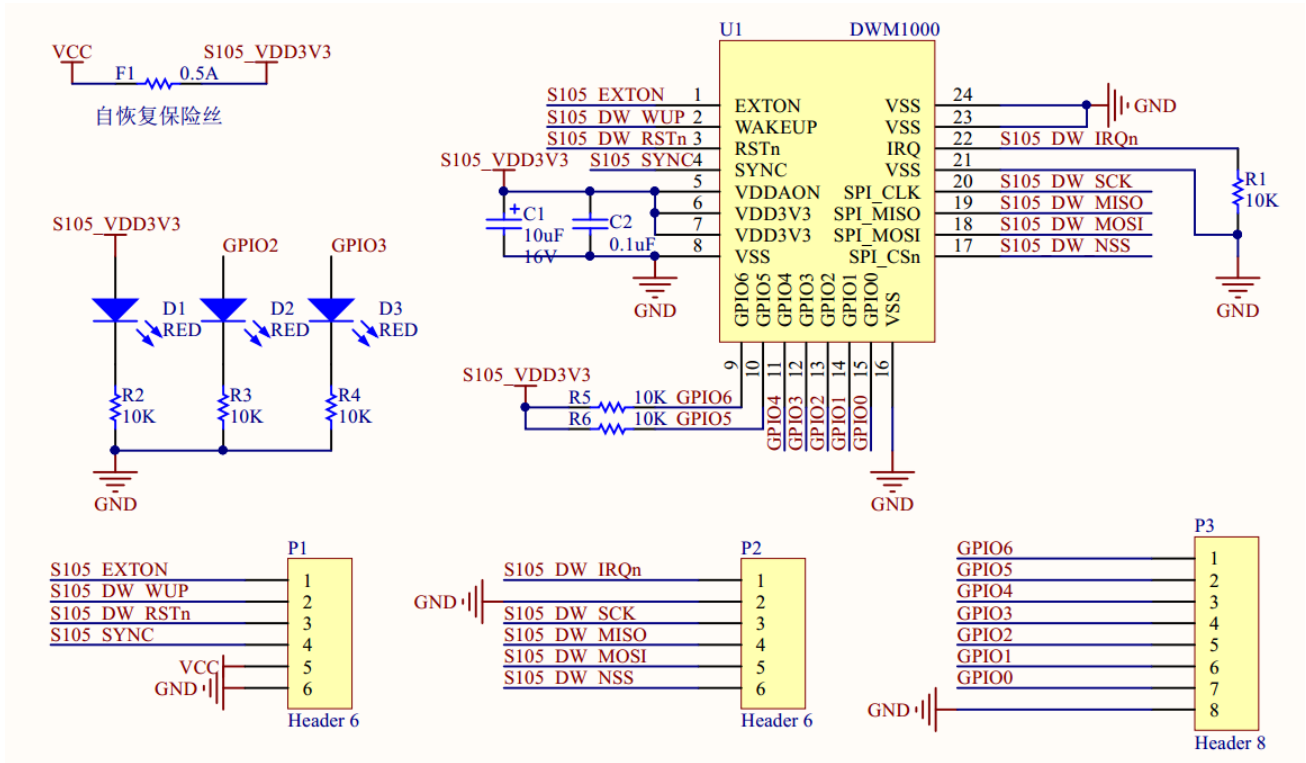 VCC
S105_VDD3V3
F1
0.5A
自恢复保险丝
S105_VDD3V3
GPIO2
GPIO3
D1
RED
D2
RED
D3
RED
R2
10K
R3
10K
R4
10K
GND
U1
DWM1000
S105_EXTON
1
EXTON
S105_DW_WUP
2
WAKEUP
S105_DW_RSTn
3
RSTn
S105_SYNC
4
SYNC
S105_VDD3V3
5
VDDAON
6
VDD3V3
7
VDD3V3
8
VSS
C1
10uF
16V
C2
0.1uF
GND
VSS
24
GND
VSS
23
IRQ
22
S105_DW_IRQn
VSS
21
SPI_CLK
20
S105_DW_SCK
SPI_MISO
19
S105_DW_MISO
SPI_MOSI
18
S105_DW_MOSI
SPI_CSn
17
S105_DW_NSS
R1
10K
GND
GPIO6
GPIO5
GPIO4
GPIO3
GPIO2
GPIO1
GPIO0
VSS
9
10
11
12
13
14
15
16
S105_VDD3V3
R5
10K
GPIO6
R6
10K
GPIO5
GPIO4
GPIO3
GPIO2
GPIO1
GPIO0
GND
P1
S105_EXTON
1
S105_DW_WUP
2
S105_DW_RSTn
3
S105_SYNC
4
VCC
5
GND
6
Header 6
P2
S105_DW_IRQn
1
GND
2
S105_DW_SCK
3
S105_DW_MISO
4
S105_DW_MOSI
5
S105_DW_NSS
6
Header 6
P3
GPIO6
1
GPIO5
2
GPIO4
3
GPIO3
4
GPIO2
5
GPIO1
6
GPIO0
7
GND
8
Header 8